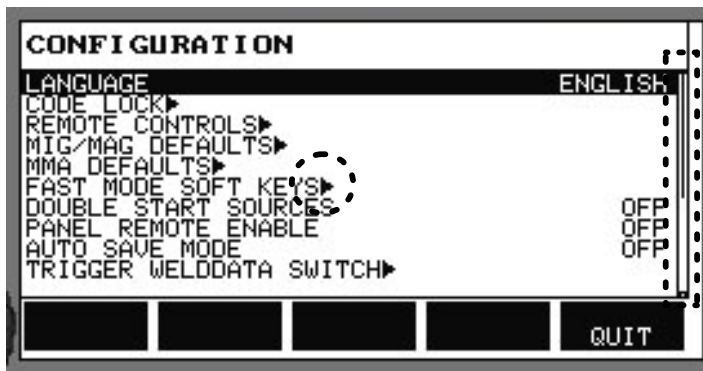 CONFIGURATION
LANGUAGE ENGLISH
CODE LOCK▶
REMOTE CONTROLS▶
MIG/MAG DEFAULTS▶
MMA DEFAULTS▶
FAST MODE SOFT KEYS▶
DOUBLE START SOURCES OFF
PANEL REMOTE ENABLE OFF
AUTO SAVE MODE OFF
TRIGGER WELDDATA SWITCH▶
QUIT